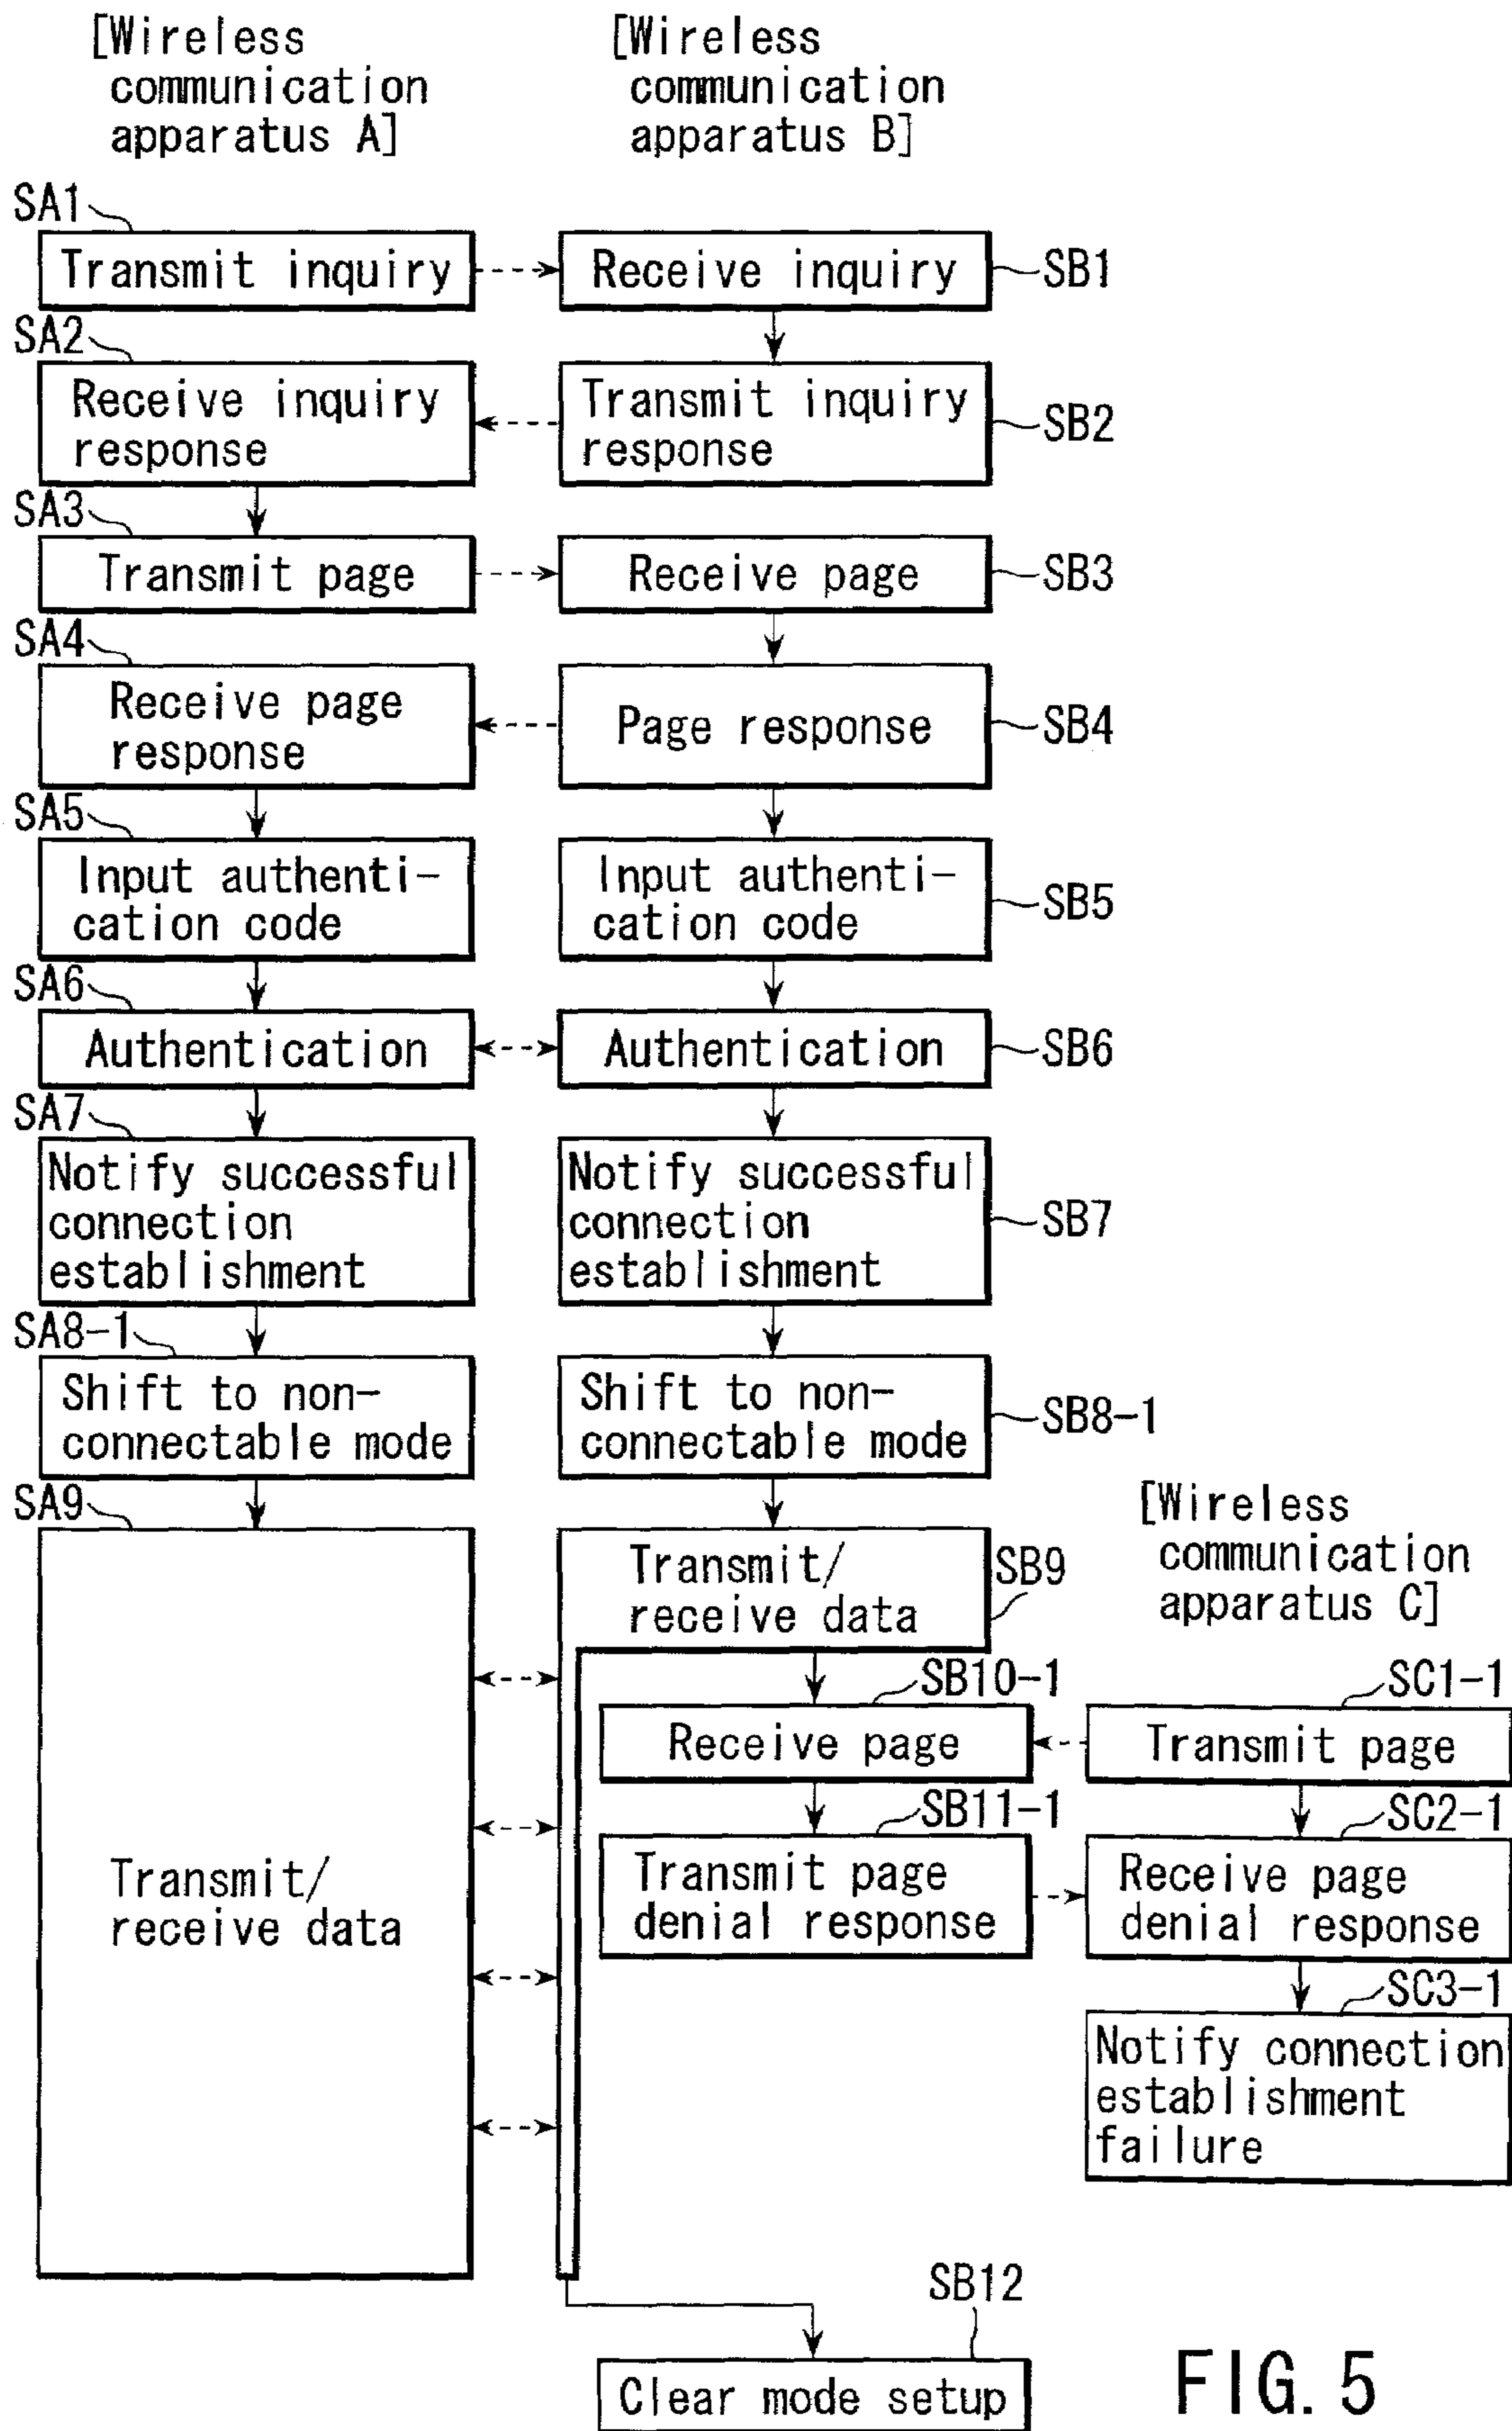 [Wireless
communication
apparatus A]
[Wireless
communication
apparatus B]
SA1
Transmit inquiry
Receive inquiry
SB1
SA2
Receive inquiry
response
Transmit inquiry
response
SB2
SA3
Transmit page
Receive page
SB3
SA4
Receive page
response
Page response
SB4
SA5
Input authenti-
cation code
Input authenti-
cation code
SB5
SA6
Authentication
Authentication
SB6
SA7
Notify successful
connection
establishment
Notify successful
connection
establishment
SB7
SA8-1
Shift to non-
connectable mode
Shift to non-
connectable mode
SB8-1
SA9
Transmit/
receive data
Transmit/
receive data
SB9
[Wireless
communication
apparatus C]
SB10-1
Receive page
SC1-1
Transmit page
SB11-1
Transmit page
denial response
SC2-1
Receive page
denial response
SC3-1
Notify connection
establishment
failure
SB12
Clear mode setup
FIG. 5